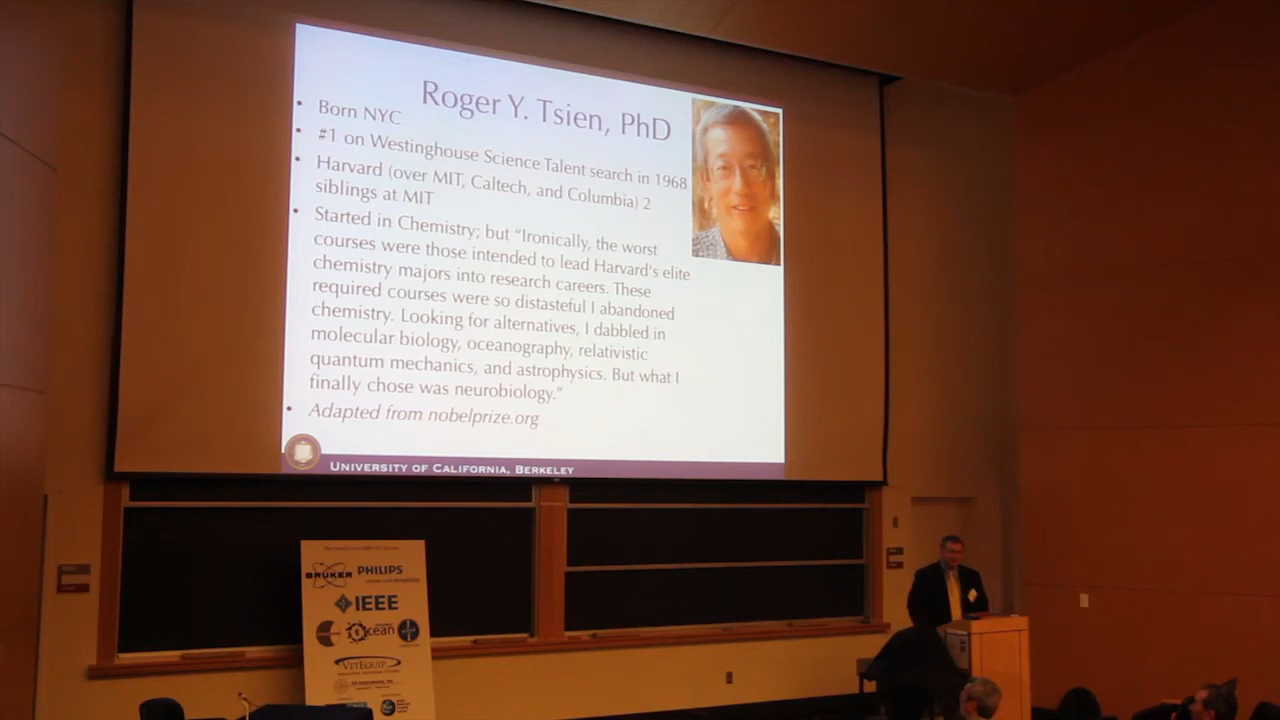 Roger Y. Tsien, PhD
• Born NYC
• #1 on Westinghouse Science Talent search in 1968
• Harvard (over MIT, Caltech, and Columbia) 2
siblings at MIT
• Started in Chemistry; but “Ironically, the worst
courses were those intended to lead Harvard's elite
chemistry majors into research careers. These
required courses were so distasteful I abandoned
chemistry. Looking for alternatives, I dabbled in
molecular biology, oceanography, relativistic
quantum mechanics, and astrophysics. But what I
finally chose was neurobiology.”
• Adapted from nobelprize.org
UNIVERSITY OF CALIFORNIA, BERKELEY
BRUKER PHILIPS
IEEE
Ocean
VETEQUIP